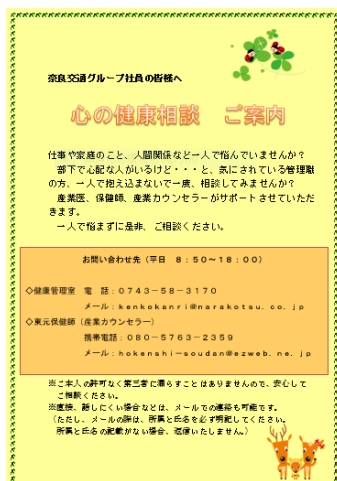 奈良交通グループ社員の皆様へ
心の健康相談　ご案内
仕事や家庭のこと、人間関係など一人で悩んでいませんか？
部下で心配な人がいるけど・・・と、気にされている管理職
の方、一人で抱え込まないで一度、相談してみませんか？
産業医、保健師、産業カウンセラーがサポートさせていただ
きます。
一人で悩まずに是非、ご相談ください。
お問い合わせ先（平日　８：５０～１８：００）
◇健康管理室　電　話：０７４３－５８－３１７０
メール：ｋｅｎｋｏｋａｎｒｉ＠ｎａｒａｋｏｔｓｕ．ｃｏ．ｊｐ
◇東元保健師（産業カウンセラー）
携帯電話：０８０－５７６３－２３５９
メール：ｈｏｋｅｎｓｈｉ－ｓｏｕｄａｎ＠ｅｚｗｅｂ．ｎｅ．ｊｐ
※ご本人の許可なく第三者に漏らすことはありませんので、安心して
ご相談ください。
※直接、話しにくい場合などは、メールでの連絡も可能です。
（ただし、メールの際は、所属と氏名を必ず明記してください。
所属と氏名の記載がない場合、返信いたしません。）